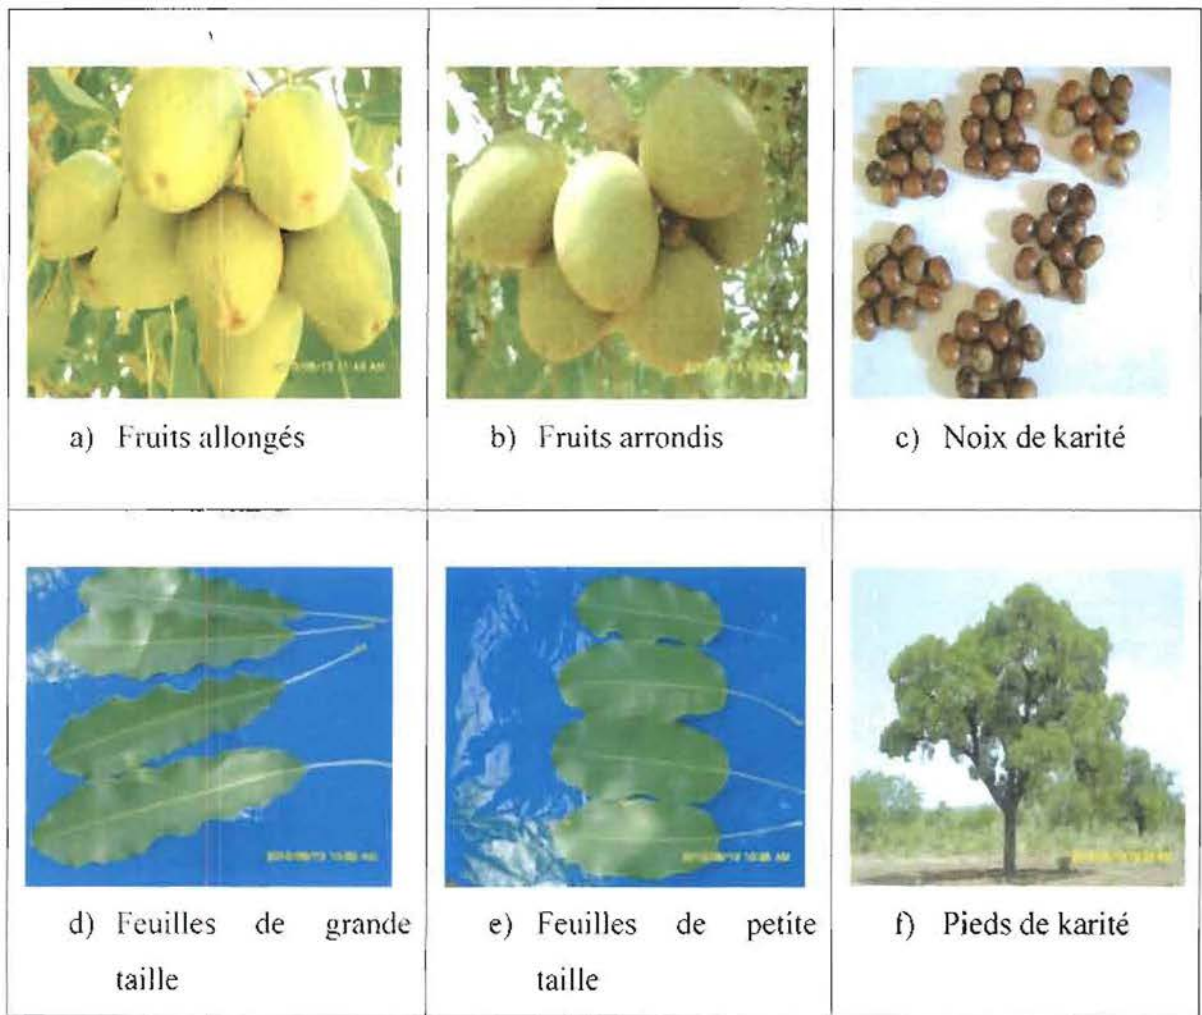 a) Fruits allongés
b) Fruits arrondis
c) Noix de karité
d) Feuilles de grande
taille
e) Feuilles de petite
taille
f) Pieds de karité